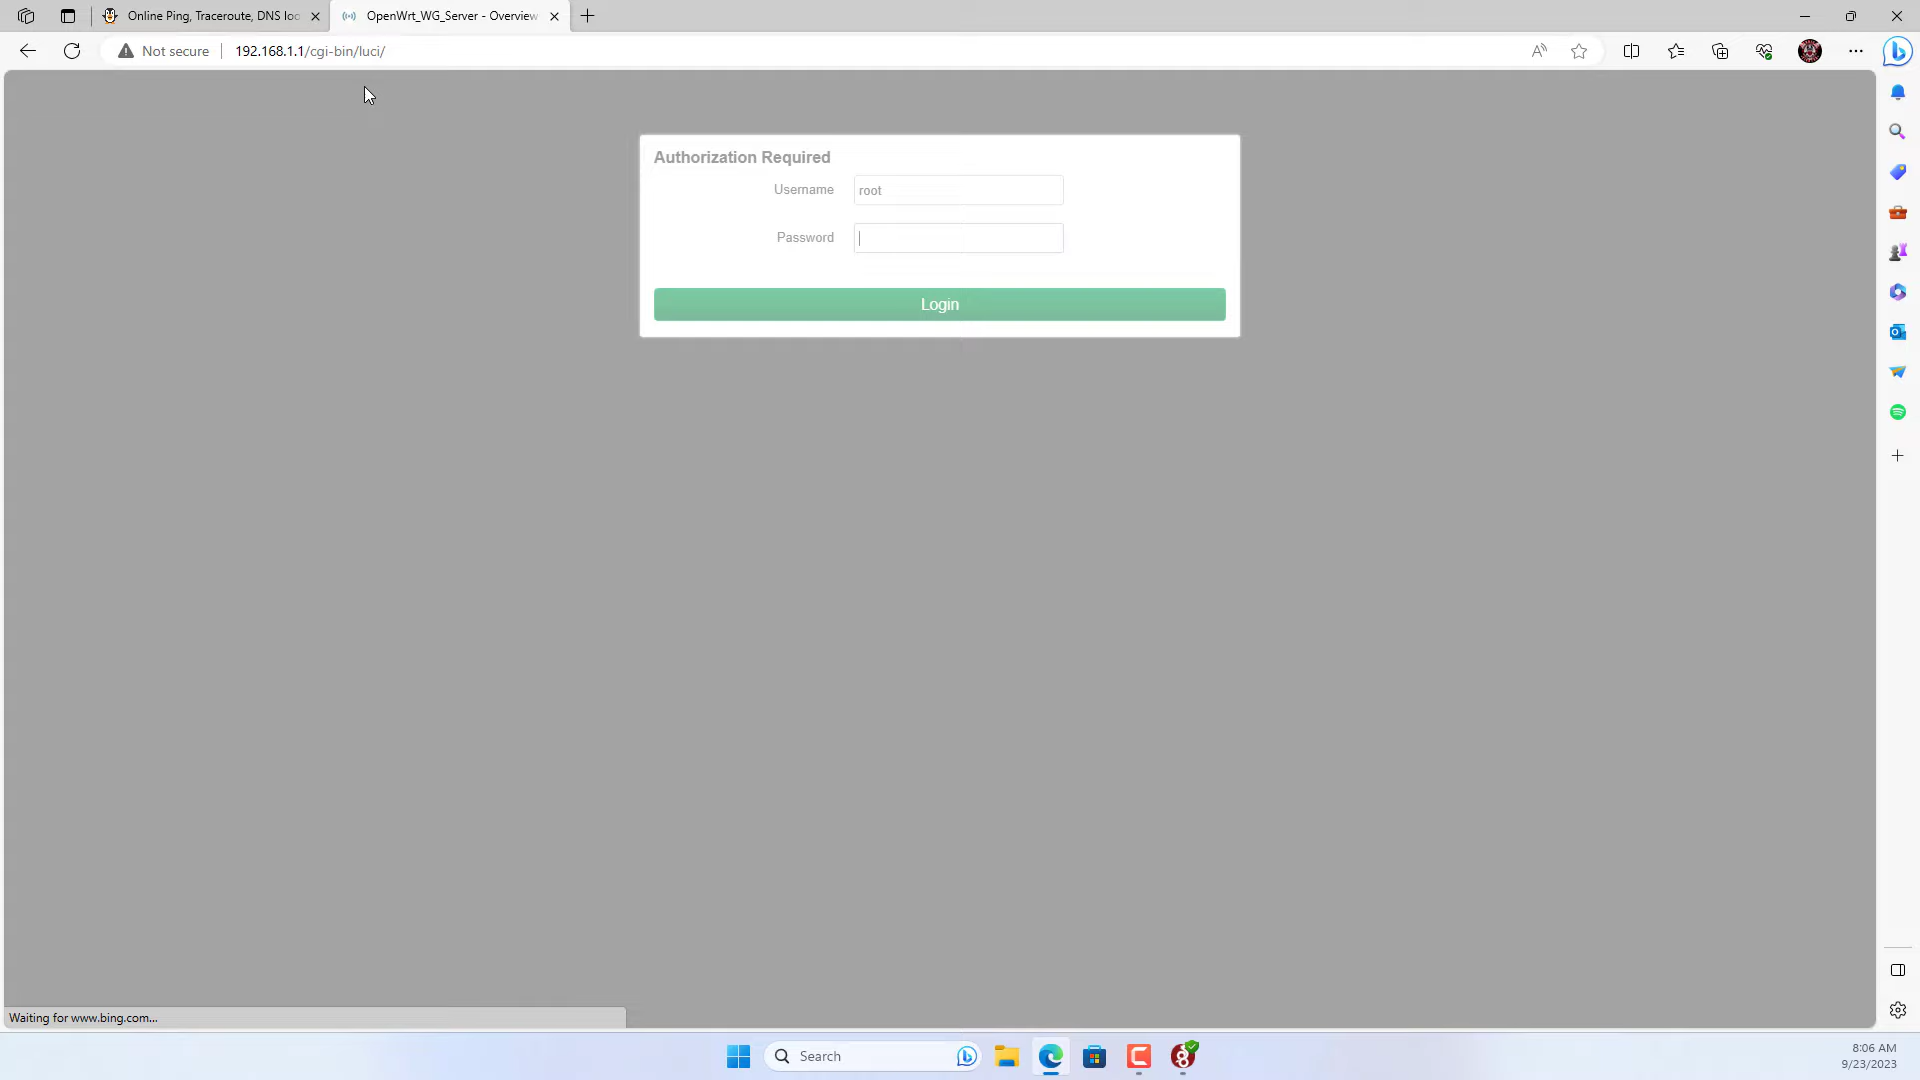 Online Ping, Traceroute, DNS loo
OpenWrt_WG_Server - Overview
Not secure
192.168.1.1/cgi-bin/luci/
Authorization Required
Username
root
Password
Login
Waiting for www.bing.com...
Search
8:06 AM
9/23/2023